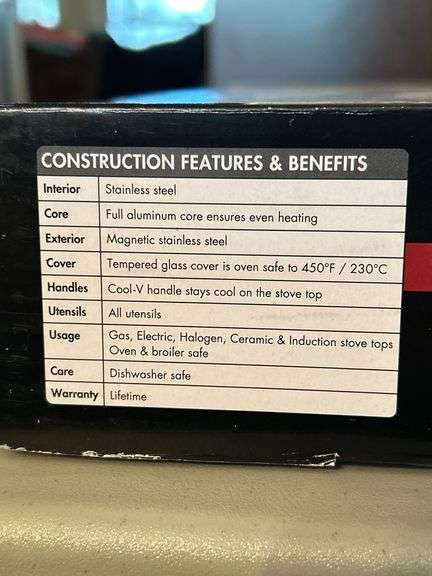 CONSTRUCTION FEATURES & BENEFITS
Interior Stainless steel
Core Full aluminum core ensures even heating
Exterior Magnetic stainless steel
Cover Tempered glass cover is oven safe to 450°F / 230°C
Handles Cool-V handle stays cool on the stove top
Utensils All utensils
Usage Gas, Electric, Halogen, Ceramic & Induction stove tops
Oven & broiler safe
Care Dishwasher safe
Warranty Lifetime